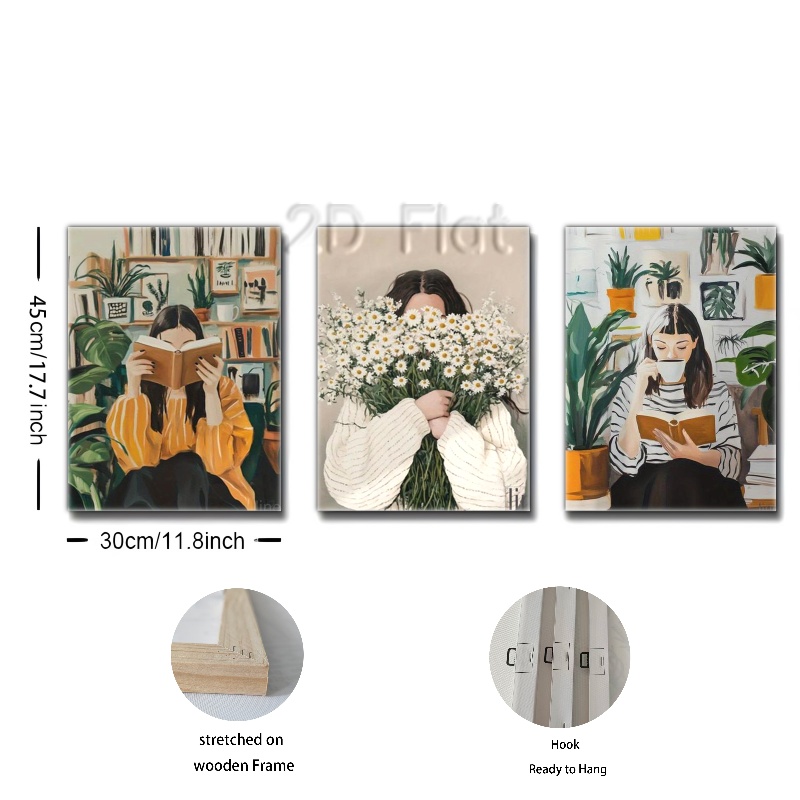 2D Flat
45cm/17.7inch
30cm/11.8inch
stretched on
wooden Frame
Hook
Ready to Hang